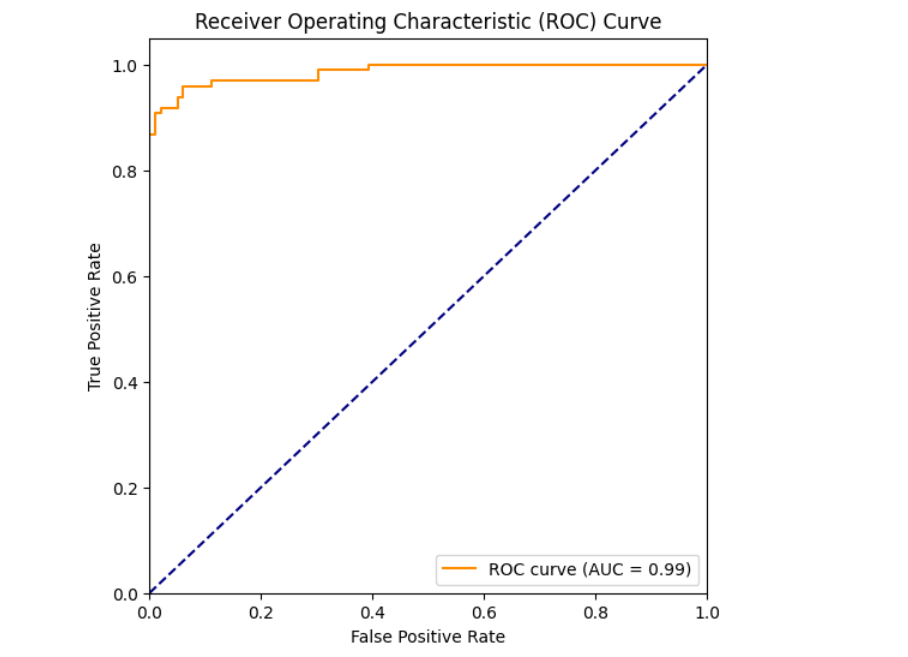 Receiver Operating Characteristic (ROC) Curve
1.0
0.8
0.6
0.4
0.2
0.0
True Positive Rate
ROC curve (AUC = 0.99)
0.0 0.2 0.4 0.6 0.8 1.0
False Positive Rate